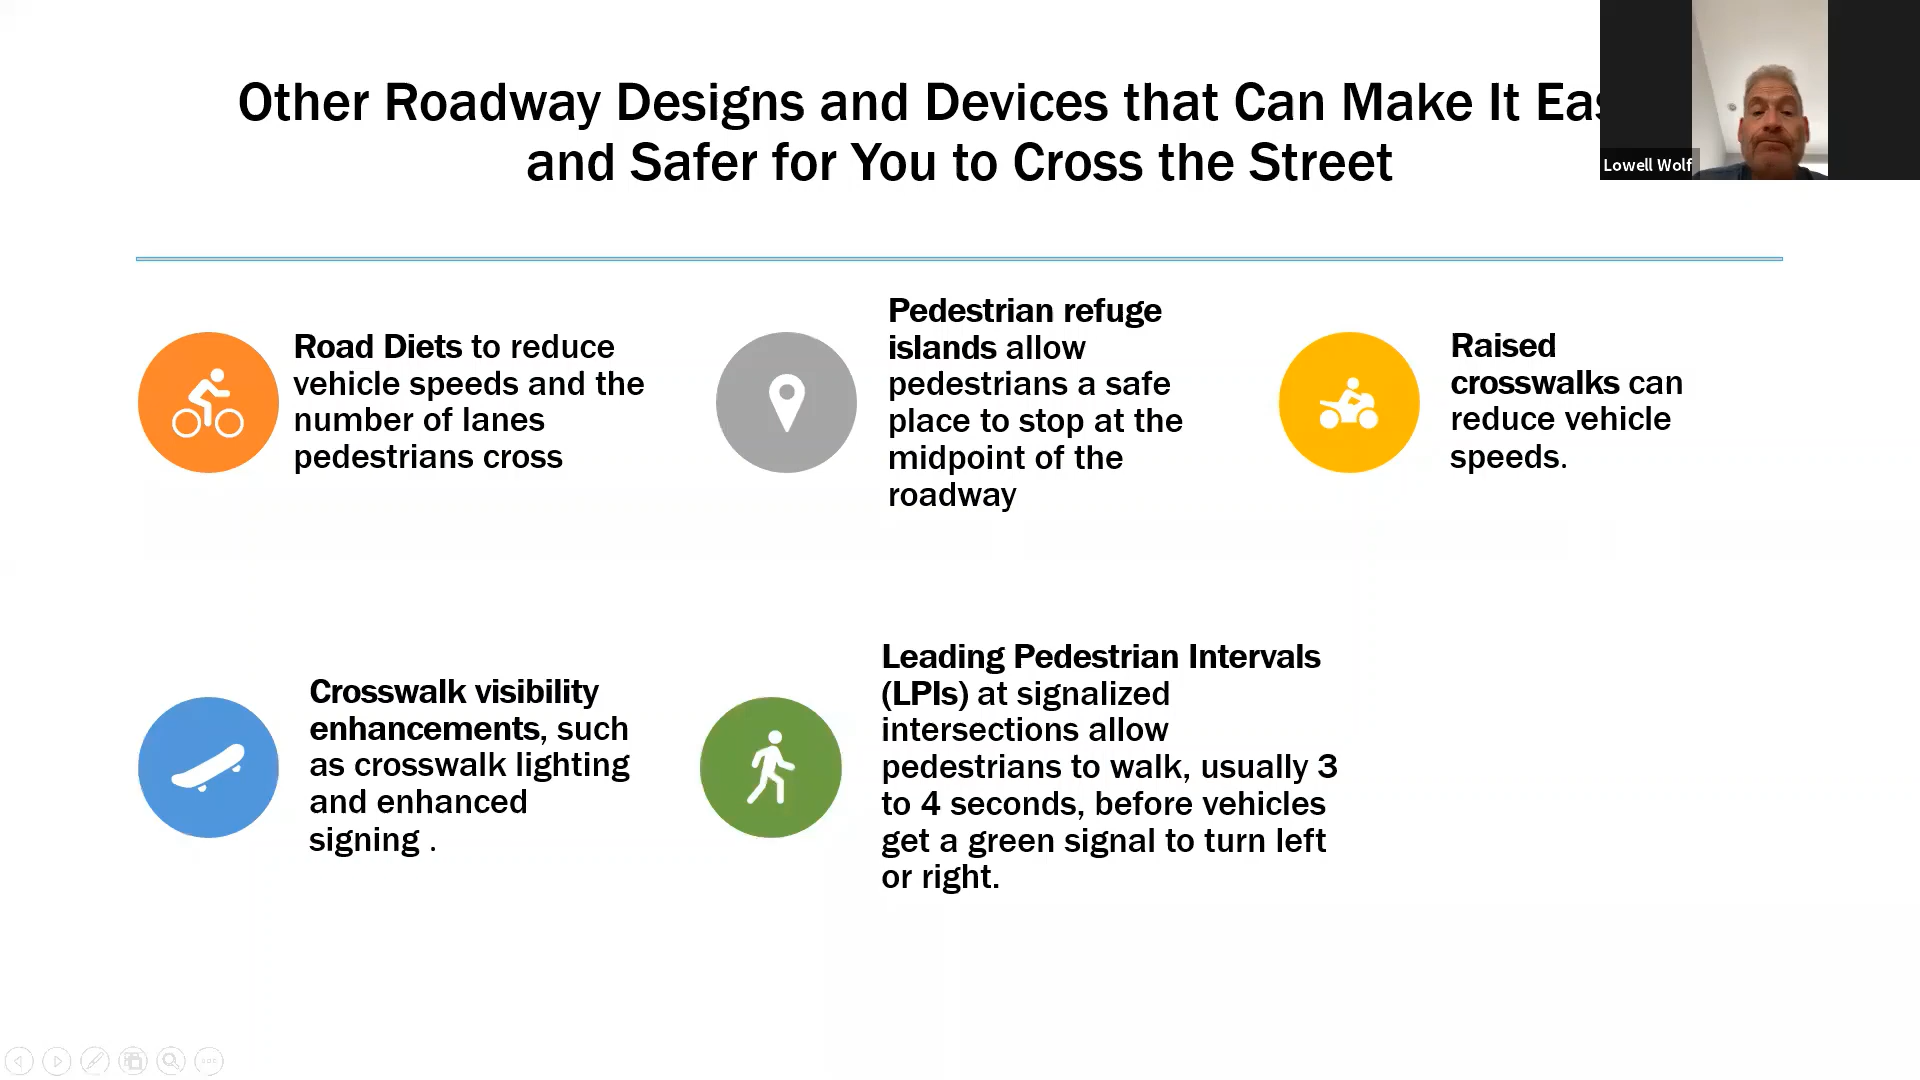 Other Roadway Designs and Devices that Can Make It
and Safer for You to Cross the Street
Lowell Wolf
Road Diets to reduce
vehicle speeds and the
number of lanes
pedestrians cross
Pedestrian refuge
islands allow
pedestrians a safe
place to stop at the
midpoint of the
roadway
Raised
crosswalks can
reduce vehicle
speeds.
Crosswalk visibility
enhancements, such
as crosswalk lighting
and enhanced
signing .
Leading Pedestrian Intervals
(LPIs) at signalized
intersections allow
pedestrians to walk, usually 3
to 4 seconds, before vehicles
get a green signal to turn left
or right.